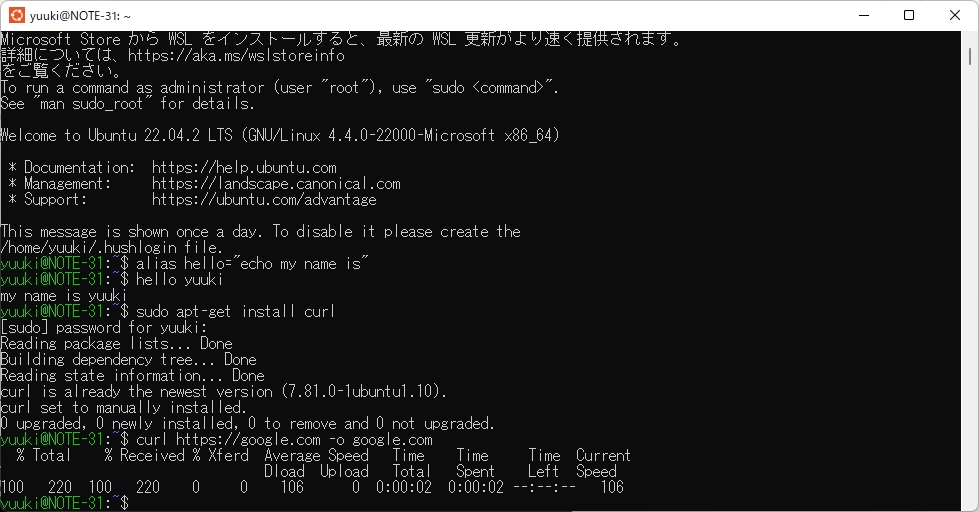 yuuki@NOTE-31: ~
Microsoft Store から WSL をインストールすると、最新の WSL 更新がより速く提供されます。
詳細については、https://aka.ms/wslstoreinfo
をご覧ください。
To run a command as administrator (user "root"), use "sudo <command>".
See "man sudo_root" for details.
Welcome to Ubuntu 22.04.2 LTS (GNU/Linux 4.4.0-22000-Microsoft x86_64)
* Documentation:  https://help.ubuntu.com
* Management:     https://landscape.canonical.com
* Support:        https://ubuntu.com/advantage
This message is shown once a day. To disable it please create the
/home/yuuki/.hushlogin file.
yuuki@NOTE-31:~$ alias hello="echo my name is"
yuuki@NOTE-31:~$ hello yuuki
my name is yuuki
yuuki@NOTE-31:~$ sudo apt-get install curl
[sudo] password for yuuki:
Reading package lists... Done
Building dependency tree... Done
Reading state information... Done
curl is already the newest version (7.81.0-1ubuntu1.10).
curl set to manually installed.
0 upgraded, 0 newly installed, 0 to remove and 0 not upgraded.
yuuki@NOTE-31:~$ curl https://google.com -o google.com
  % Total    % Received % Xferd  Average Speed   Time    Time     Time  Current
                                 Dload  Upload   Total   Spent    Left  Speed
100   220  100   220    0     0    106      0  0:00:02  0:00:02 --:--:--   106
yuuki@NOTE-31:~$